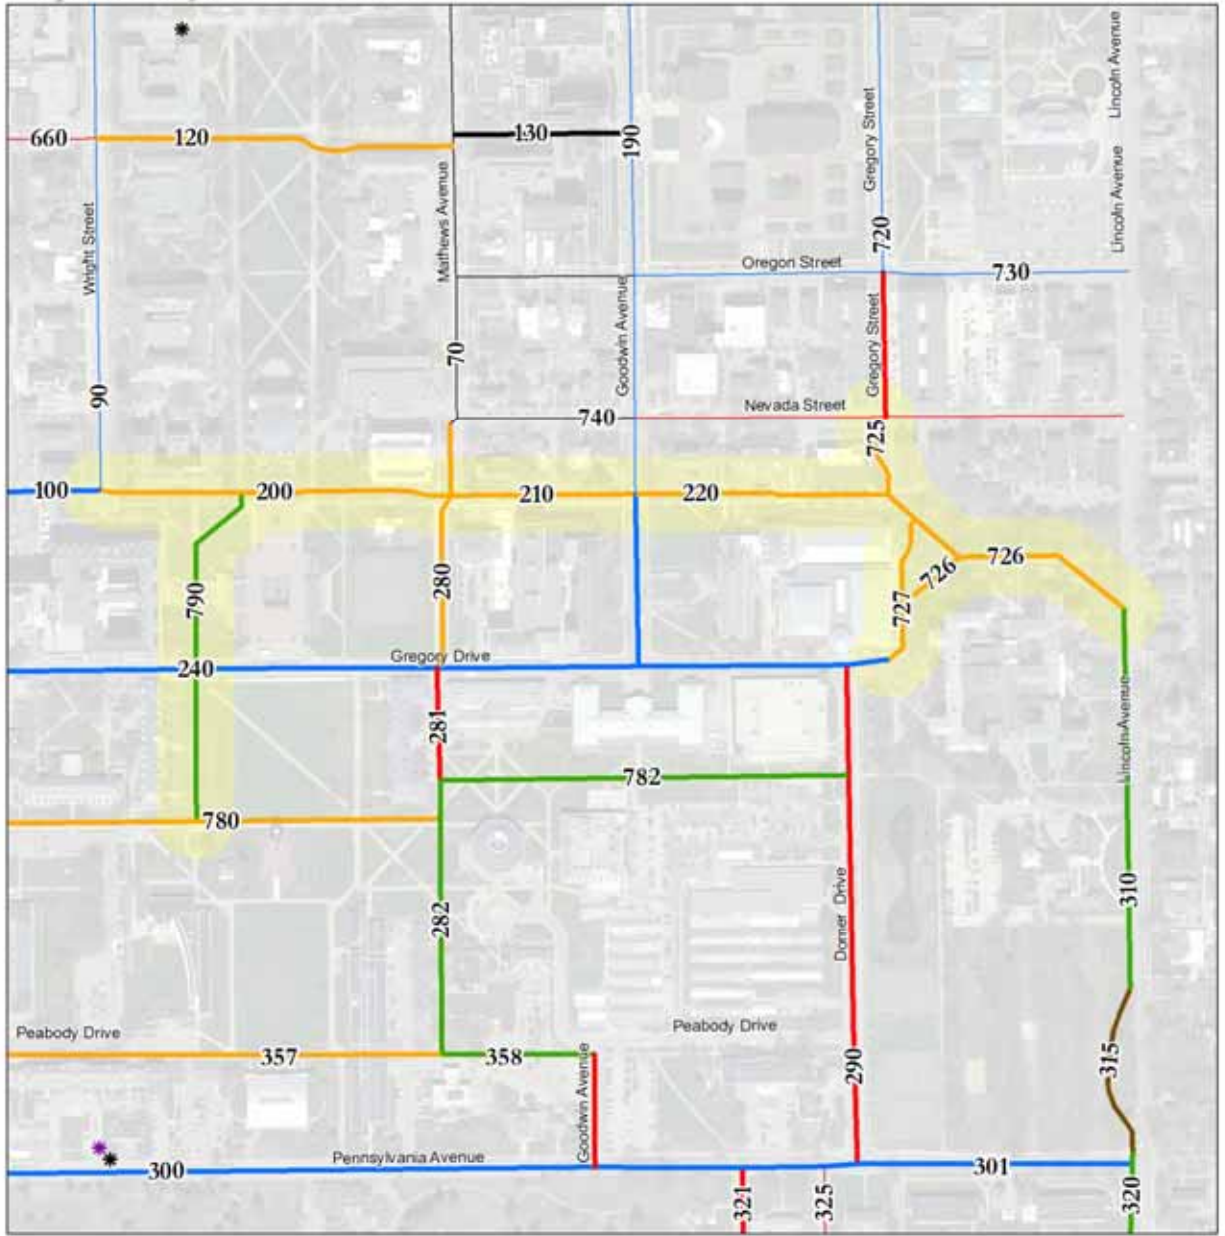 Lincoln Avenue
Gregory Street
660
120
130
190
Mathews Avenue
Lincoln Avenue
Wright Street
720
Oregon Street
730
Gregory Street
Goodwin Avenue
70
90
Nevada Street
740
725
100
200
210
220
726
726
280
790
727
Gregory Drive
240
281
Lincoln Avenue
782
780
Dorner Drive
310
282
Peabody Drive
Peabody Drive
357
358
315
290
Goodwin Avenue
Pennsylvania Avenue
300
301
321
325
320